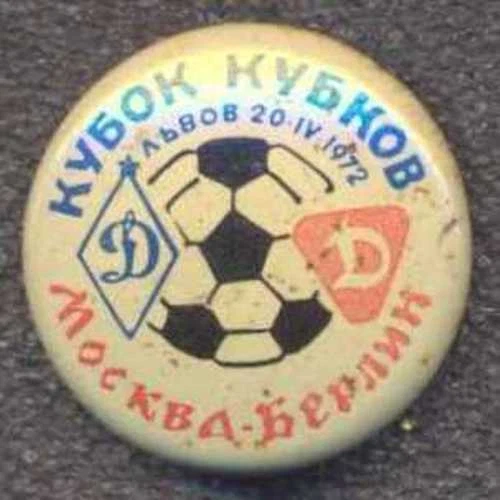 КУБОК КУБКОВ
ЛЬВОВ 20·IV.1972
Д
D
Москва-Берлин